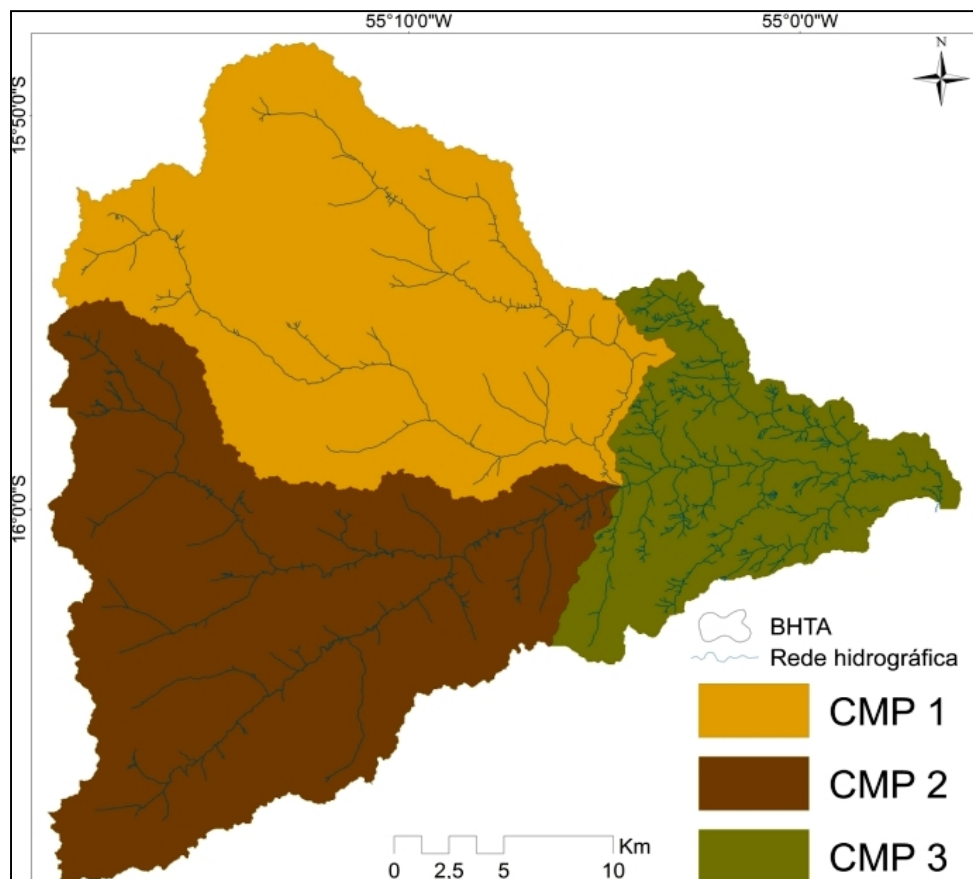 55°10'0"W 55°0'0"W
N
15°50'0"S
16°0'0"S
BHTA
Rede hidrográfica
CMP 1
CMP 2
CMP 3
Km
0 2,5 5 10